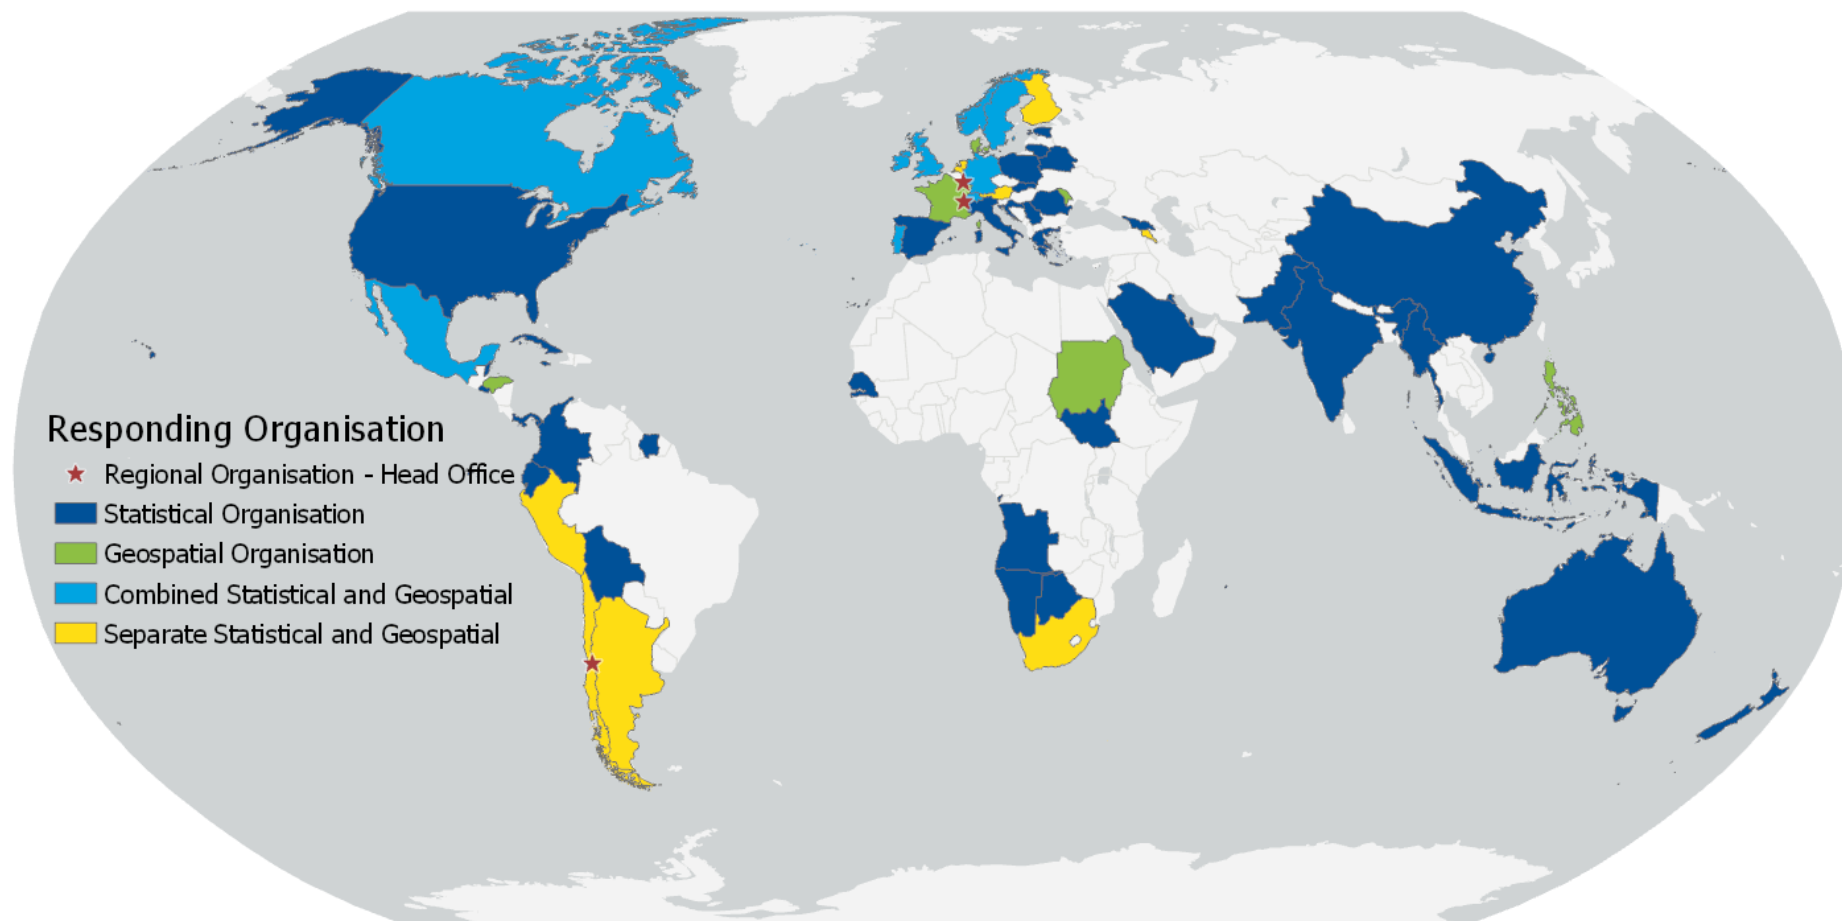 Responding Organisation
Regional Organisation - Head Office
Statistical Organisation
Geospatial Organisation
Combined Statistical and Geospatial
Separate Statistical and Geospatial